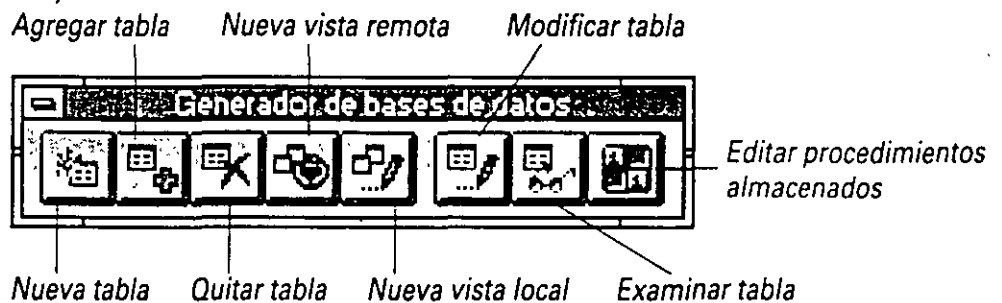 Agregar tabla Nueva vista remota Modificar tabla
Generador de bases de datos
Editar procedimientos
almacenados
Nueva tabla Quitar tabla Nueva vista local Examinar tabla